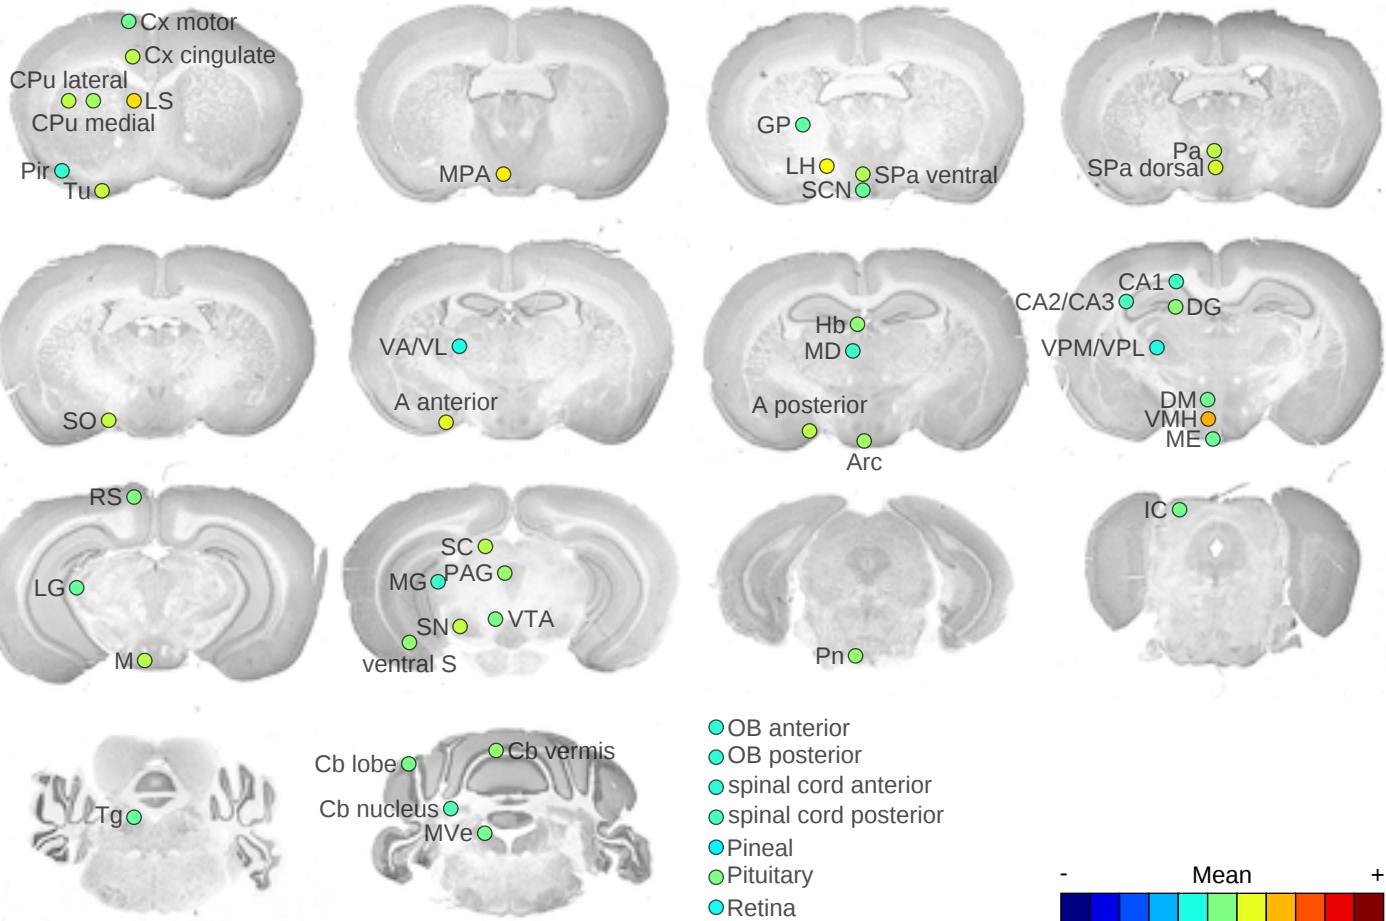 Cx motor
Cx cingulate
CPu lateral
LS
CPu medial
Pir
Tu
MPA
GP
LH
SPa ventral
SCN
Pa
SPa dorsal
SO
VA/VL
A anterior
Hb
MD
A posterior
Arc
CA1
CA2/CA3
DG
VPM/VPL
DM
VMH
ME
RS
LG
M
SC
MG
PAG
SN
VTA
ventral S
Pn
IC
Tg
Cb lobe
Cb vermis
Cb nucleus
MVe
OB anterior
OB posterior
spinal cord anterior
spinal cord posterior
Pineal
Pituitary
Retina
- Mean +